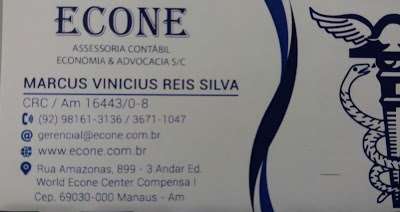 ECONE
ASSESSORIA CONTÁBIL
ECONOMIA & ADVOCACIA S/C
MARCUS VINICIUS REIS SILVA
CRC / Am 16443/0-8
(92) 98161-3136 / 3671-1047
gerencial@econe.com.br
www.econe.com.br
Rua Amazonas, 899 - 3.Andar Ed.
World Econe Center Compensa I
Cep. 69030-000 Manaus - Am